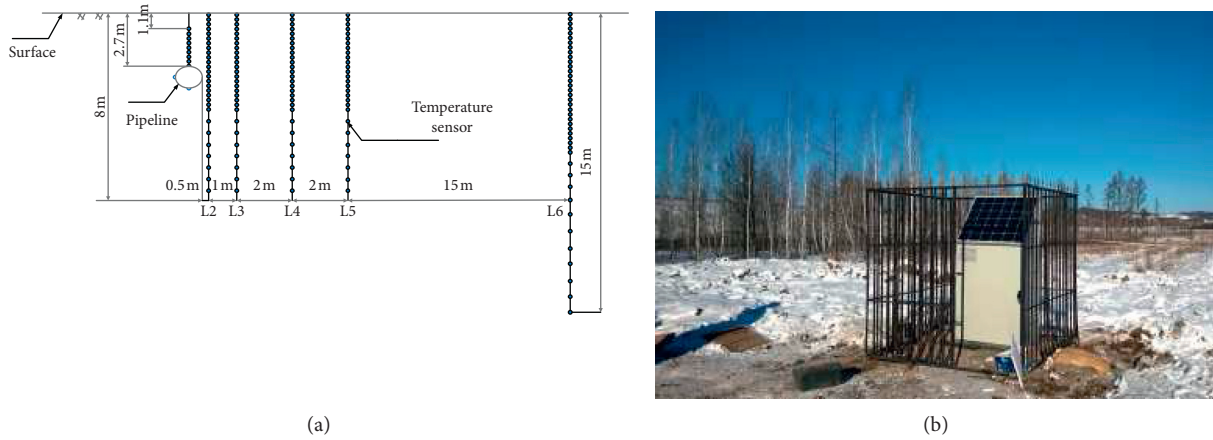 Surface
2.7 m
1.1 m
8 m
Pipeline
Temperature
sensor
15 m
0.5 m
1 m
2 m
2 m
15 m
L2
L3
L4
L5
L6
(a)
(b)